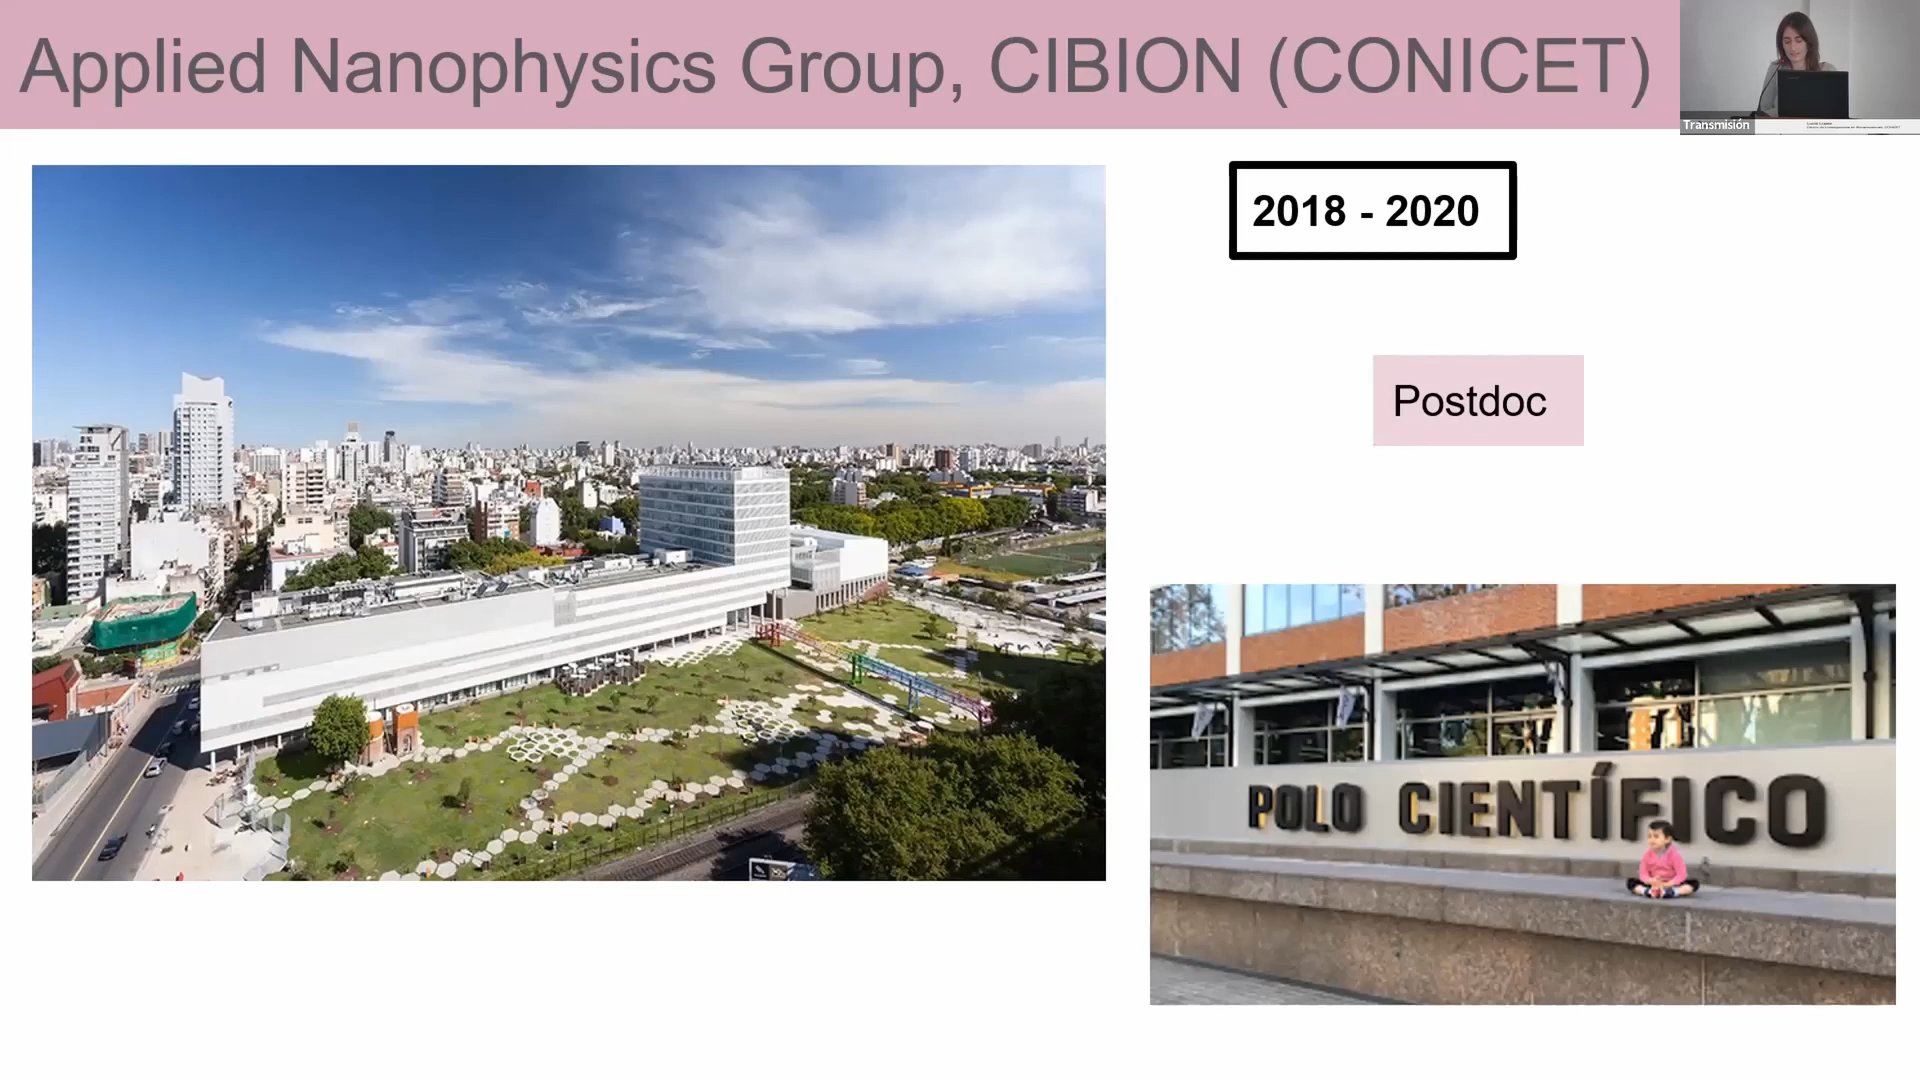 Applied Nanophysics Group, CIBION (CONICET)
Transmisión
2018 - 2020
Postdoc
POLO CIENTÍFICO